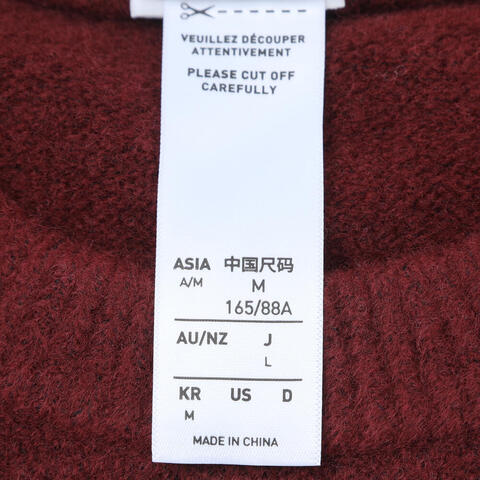 VEUILLEZ DÉCOUPER
ATTENTIVEMENT
PLEASE CUT OFF
CAREFULLY
ASIA 中国尺码
A/M M
165/88A
AU/NZ J
L
KR US D
M
MADE IN CHINA